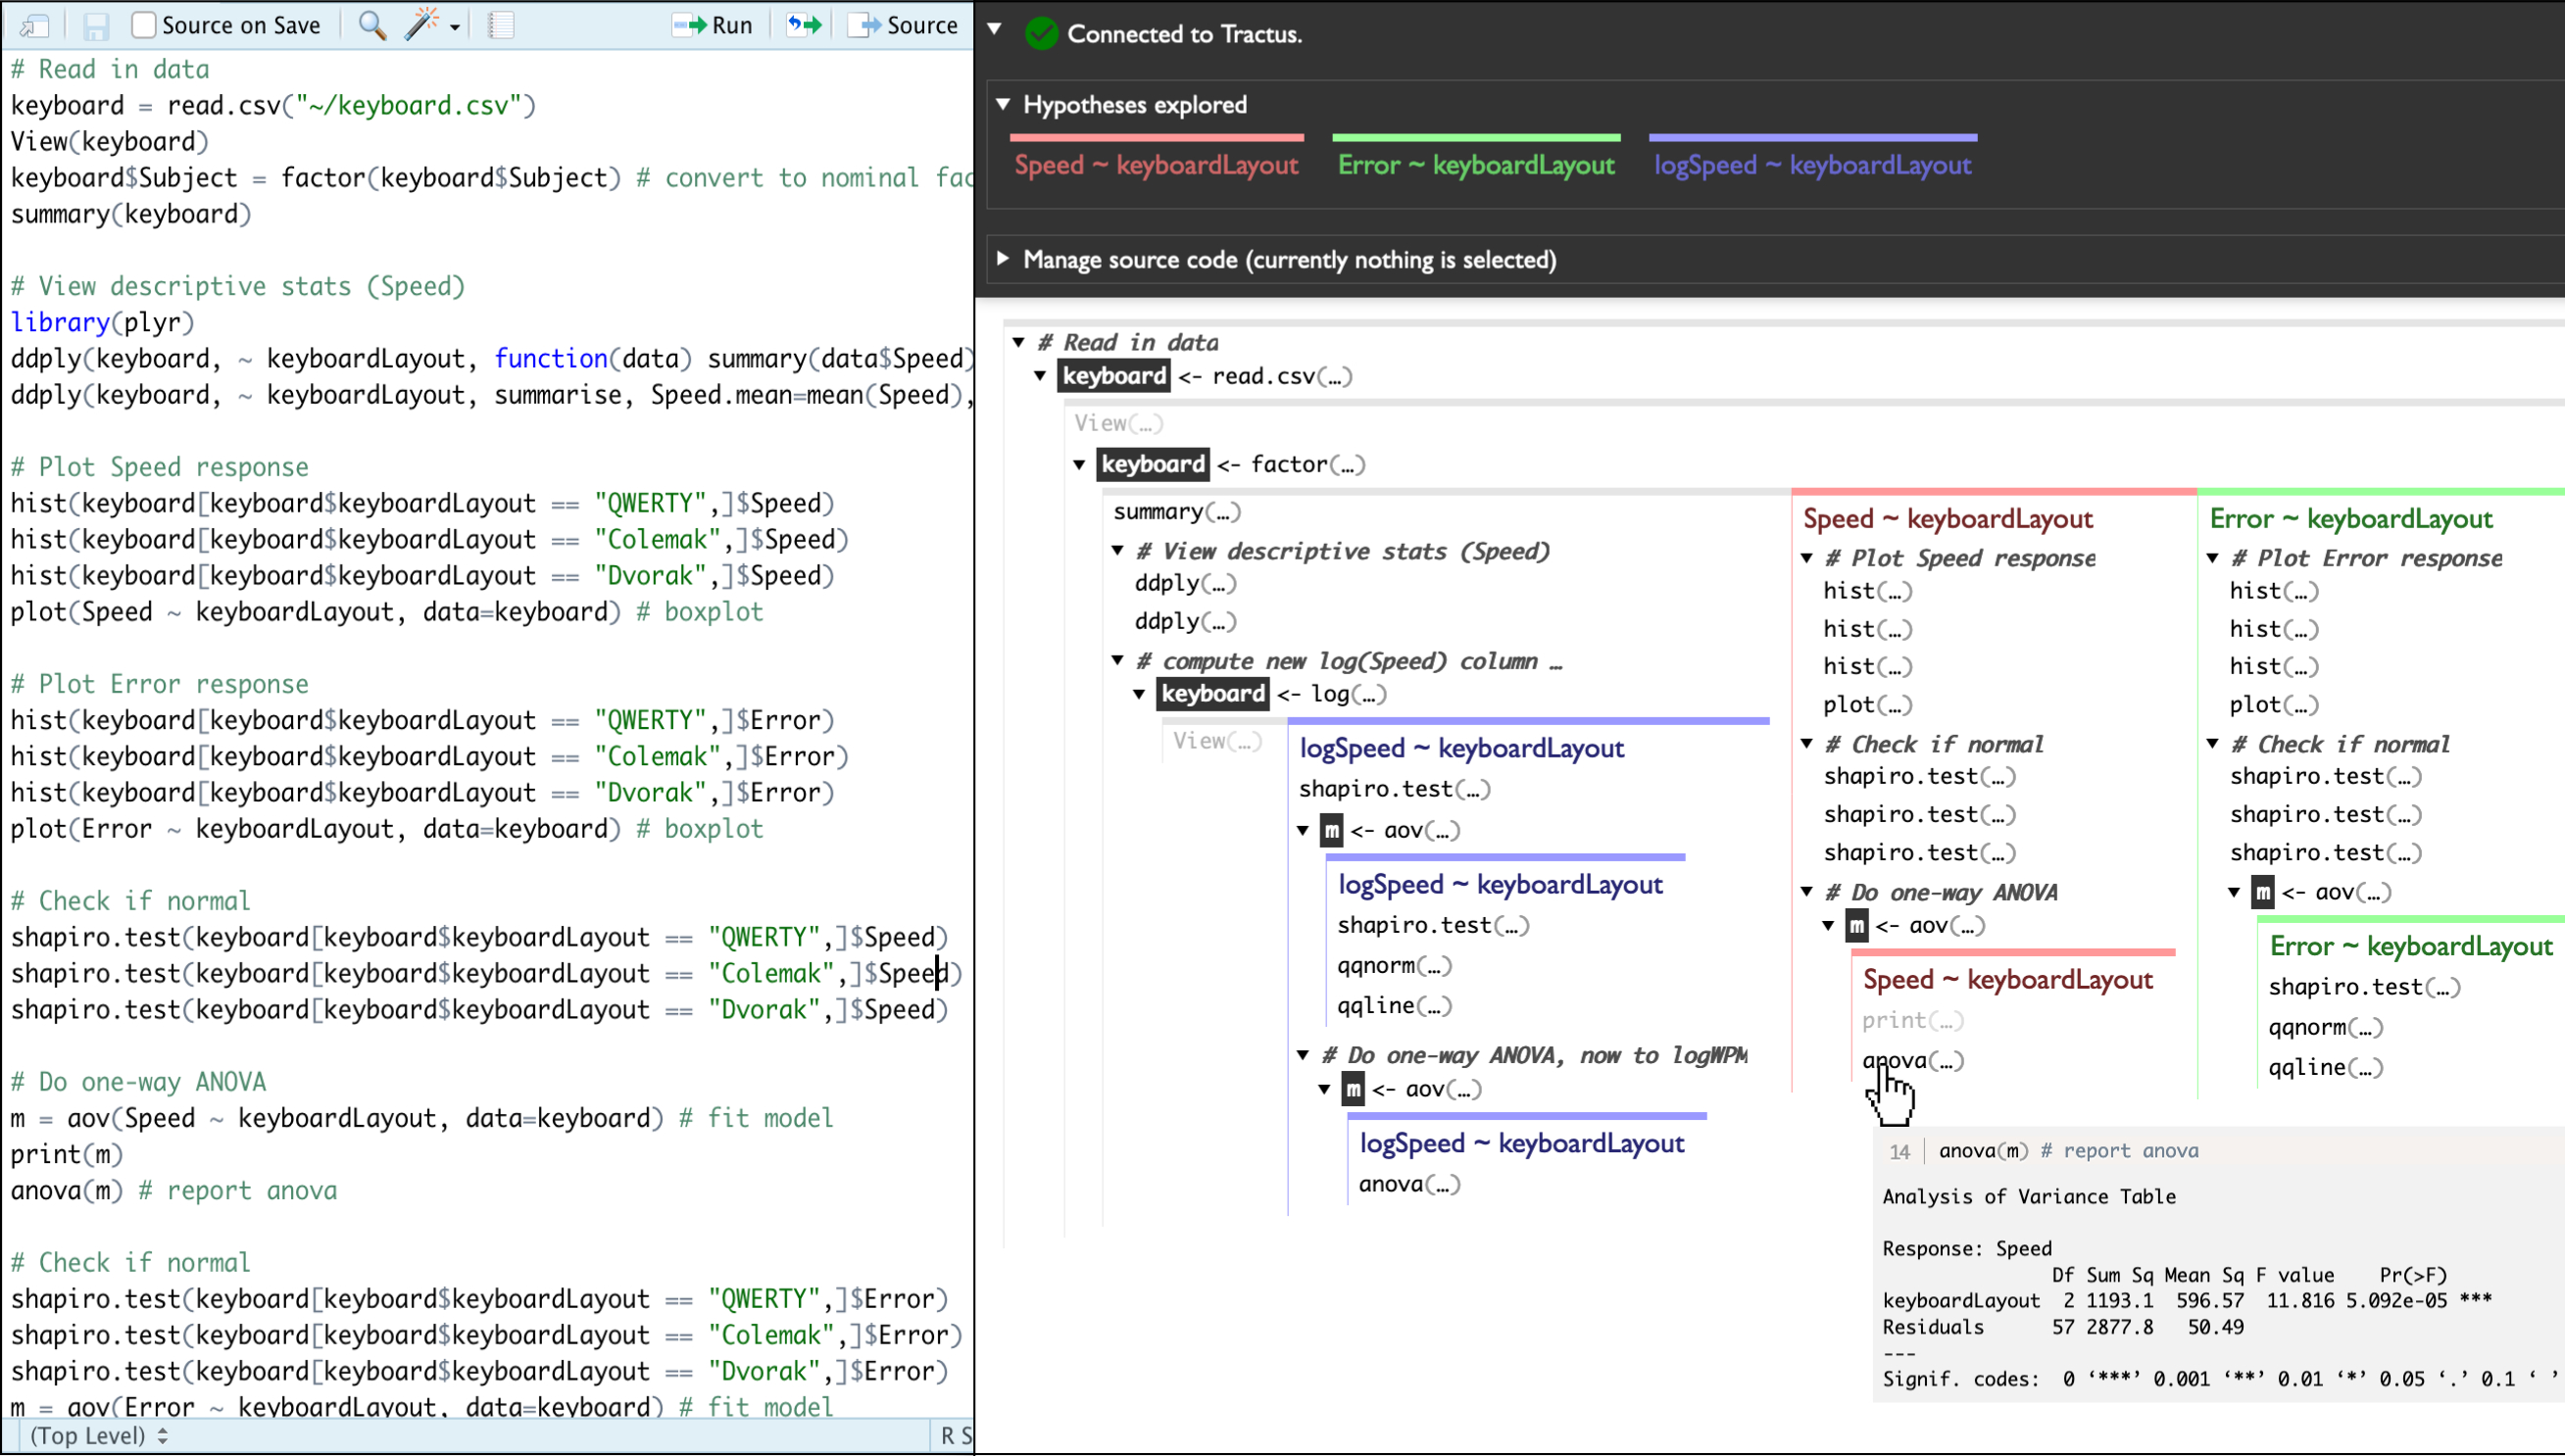 Source on Save
Run
Source
# Read in data
keyboard = read.csv("~/keyboard.csv")
View(keyboard)
keyboard$Subject = factor(keyboard$Subject) # convert to nominal fac
summary(keyboard)
# View descriptive stats (Speed)
library(plyr)
ddply(keyboard, ~ keyboardLayout, function(data) summary(data$Speed)
ddply(keyboard, ~ keyboardLayout, summarise, Speed.mean=mean(Speed),
# Plot Speed response
hist(keyboard[keyboard$keyboardLayout == "QWERTY",]$Speed)
hist(keyboard[keyboard$keyboardLayout == "Colemak",]$Speed)
hist(keyboard[keyboard$keyboardLayout == "Dvorak",]$Speed)
plot(Speed ~ keyboardLayout, data=keyboard) # boxplot
# Plot Error response
hist(keyboard[keyboard$keyboardLayout == "QWERTY",]$Error)
hist(keyboard[keyboard$keyboardLayout == "Colemak",]$Error)
hist(keyboard[keyboard$keyboardLayout == "Dvorak",]$Error)
plot(Error ~ keyboardLayout, data=keyboard) # boxplot
# Check if normal
shapiro.test(keyboard[keyboard$keyboardLayout == "QWERTY",]$Speed)
shapiro.test(keyboard[keyboard$keyboardLayout == "Colemak",]$Speed)
shapiro.test(keyboard[keyboard$keyboardLayout == "Dvorak",]$Speed)
# Do one-way ANOVA
m = aov(Speed ~ keyboardLayout, data=keyboard) # fit model
print(m)
anova(m) # report anova
# Check if normal
shapiro.test(keyboard[keyboard$keyboardLayout == "QWERTY",]$Error)
shapiro.test(keyboard[keyboard$keyboardLayout == "Colemak",]$Error)
shapiro.test(keyboard[keyboard$keyboardLayout == "Dvorak",]$Error)
m = aov(Error ~ keyboardLayout, data=keyboard) # fit model
(Top Level)
R S
Connected to Tractus.
Hypotheses explored
Speed ~ keyboardLayout
Error ~ keyboardLayout
logSpeed ~ keyboardLayout
Manage source code (currently nothing is selected)
# Read in data
keyboard <- read.csv(…)
View(…)
keyboard <- factor(…)
summary(…)
# View descriptive stats (Speed)
ddply(…)
ddply(…)
# compute new log(Speed) column …
keyboard <- log(…)
View(…)
logSpeed ~ keyboardLayout
shapiro.test(…)
m <- aov(…)
logSpeed ~ keyboardLayout
shapiro.test(…)
qqnorm(…)
qqline(…)
# Do one-way ANOVA, now to logWPM
m <- aov(…)
logSpeed ~ keyboardLayout
anova(…)
Speed ~ keyboardLayout
# Plot Speed response
hist(…)
hist(…)
hist(…)
plot(…)
# Check if normal
shapiro.test(…)
shapiro.test(…)
shapiro.test(…)
# Do one-way ANOVA
m <- aov(…)
Speed ~ keyboardLayout
print(…)
anova(…)
Error ~ keyboardLayout
# Plot Error response
hist(…)
hist(…)
hist(…)
plot(…)
# Check if normal
shapiro.test(…)
shapiro.test(…)
shapiro.test(…)
m <- aov(…)
Error ~ keyboardLayout
shapiro.test(…)
qqnorm(…)
qqline(…)
14 anova(m) # report anova
Analysis of Variance Table
Response: Speed
Df Sum Sq Mean Sq F value Pr(>F)
keyboardLayout 2 1193.1 596.57 11.816 5.092e-05 ***
Residuals 57 2877.8 50.49
---
Signif. codes: 0 ‘***’ 0.001 ‘**’ 0.01 ‘*’ 0.05 ‘.’ 0.1 ‘ ’